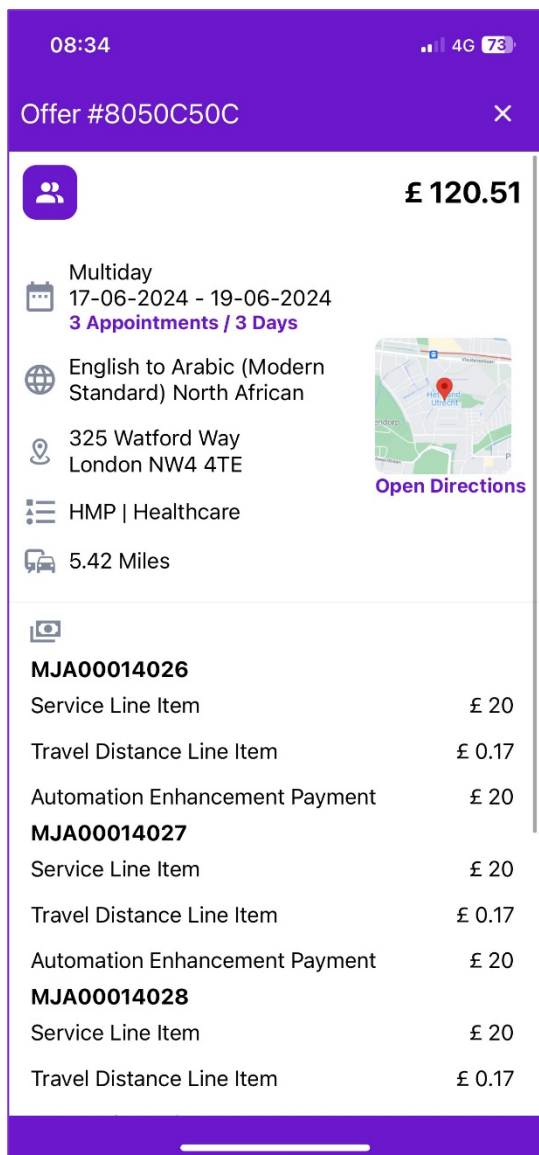 08:34
4G 73
Offer #8050C50C
£ 120.51
Multiday
17-06-2024 - 19-06-2024
3 Appointments / 3 Days
English to Arabic (Modern
Standard) North African
325 Watford Way
London NW4 4TE
Utrecht
Open Directions
HMP | Healthcare
5.42 Miles
MJA00014026
Service Line Item £ 20
Travel Distance Line Item £ 0.17
Automation Enhancement Payment £ 20
MJA00014027
Service Line Item £ 20
Travel Distance Line Item £ 0.17
Automation Enhancement Payment £ 20
MJA00014028
Service Line Item £ 20
Travel Distance Line Item £ 0.17